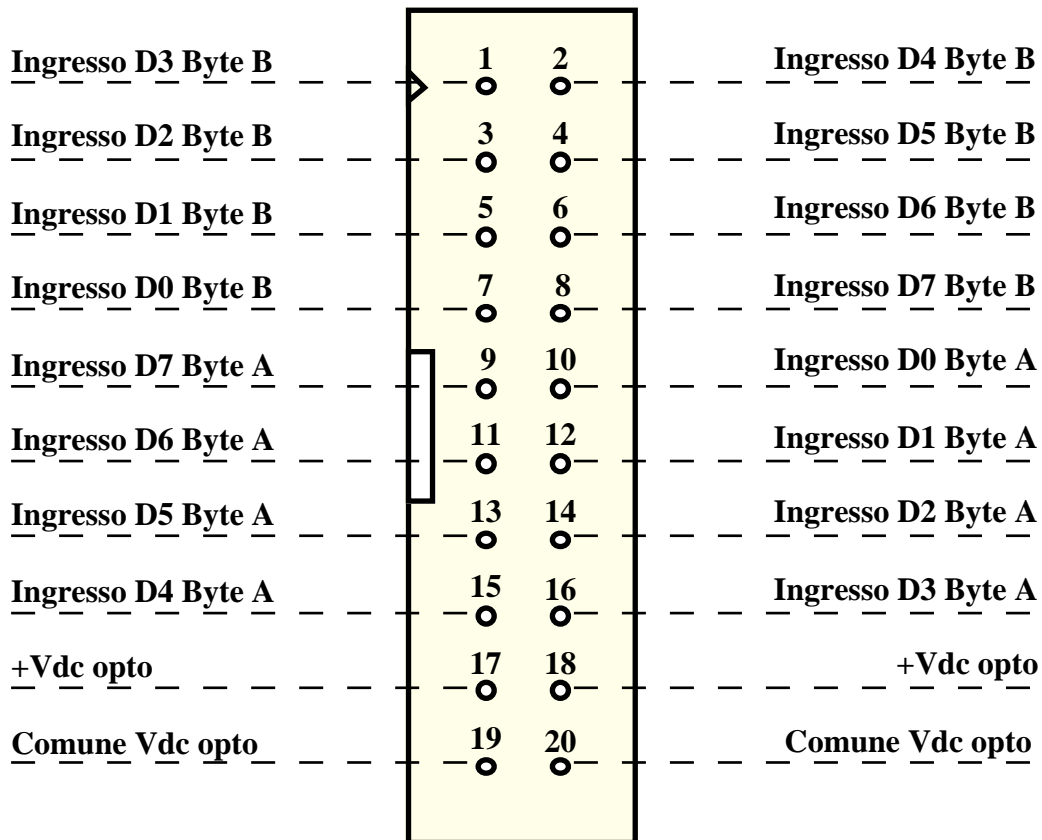 Ingresso D3 Byte B 1 2 Ingresso D4 Byte B
Ingresso D2 Byte B 3 4 Ingresso D5 Byte B
Ingresso D1 Byte B 5 6 Ingresso D6 Byte B
Ingresso D0 Byte B 7 8 Ingresso D7 Byte B
Ingresso D7 Byte A 9 10 Ingresso D0 Byte A
Ingresso D6 Byte A 11 12 Ingresso D1 Byte A
Ingresso D5 Byte A 13 14 Ingresso D2 Byte A
Ingresso D4 Byte A 15 16 Ingresso D3 Byte A
+Vdc opto 17 18 +Vdc opto
Comune Vdc opto 19 20 Comune Vdc opto